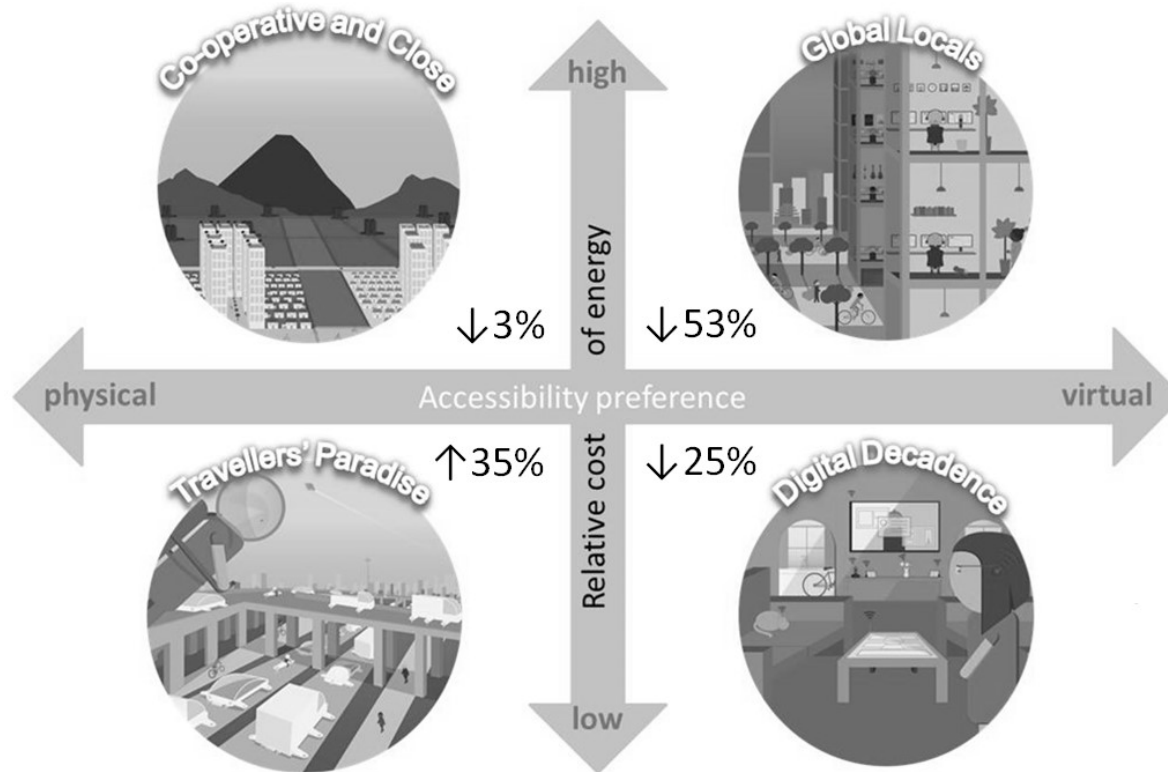 Co-operative and Close
high
Global Locals
Relative cost of energy
↓3%
↓53%
physical
Accessibility preference
virtual
Travellers' Paradise
↑35%
↓25%
Digital Decadence
low